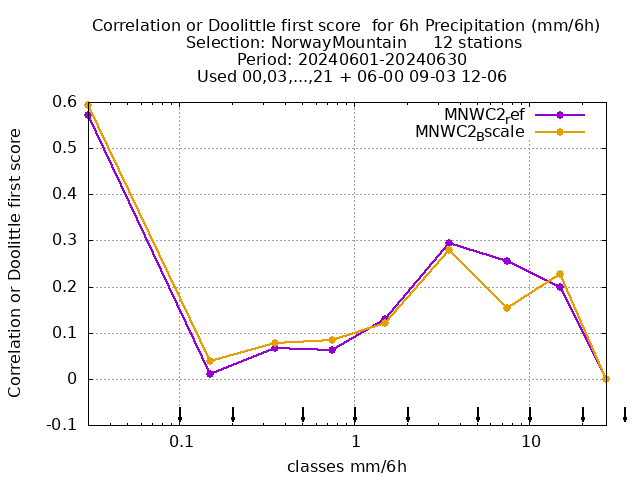 Correlation or Doolittle first score  for 6h Precipitation (mm/6h)
Selection: NorwayMountain     12 stations
Period: 20240601-20240630
Used 00,03,...,21 + 06-00 09-03 12-06
MNWC2ref
MNWC2Bscale
Correlation or Doolittle first score
0.6
0.5
0.4
0.3
0.2
0.1
0
-0.1
0.1
1
10
classes mm/6h